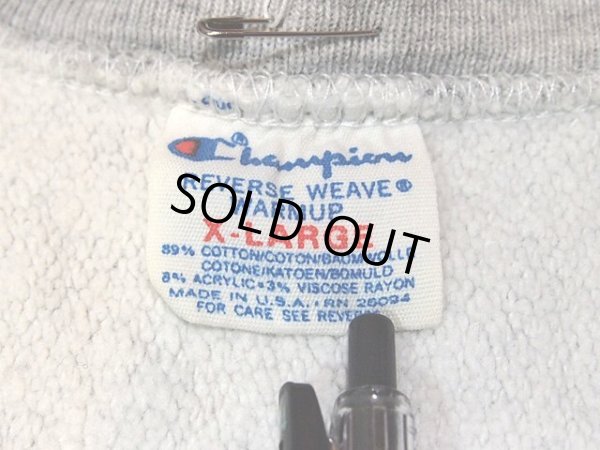 Champion
REVERSE WEAVE®
WARMUP
X-LARGE
SOLD OUT
89% COTTON/COTON/BAUMWOLLE
COTONE/KATOEN/BOMULD
8% ACRYLIC•3% VISCOSE RAYON
MADE IN U.S.A. RN 26094
FOR CARE SEE REVERSE